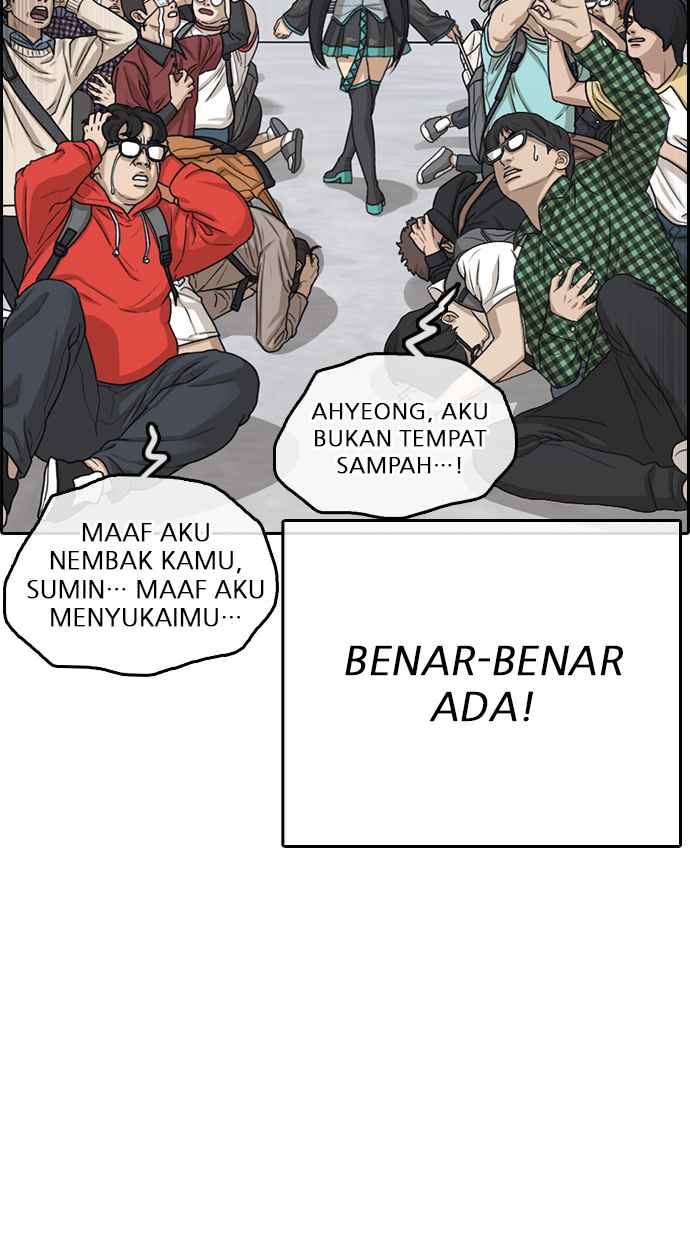 AHYEONG, AKU
BUKAN TEMPAT
SAMPAH…!
MAAF AKU
NEMBAK KAMU,
SUMIN… MAAF AKU
MENYUKAIMU…
BENAR-BENAR
ADA!